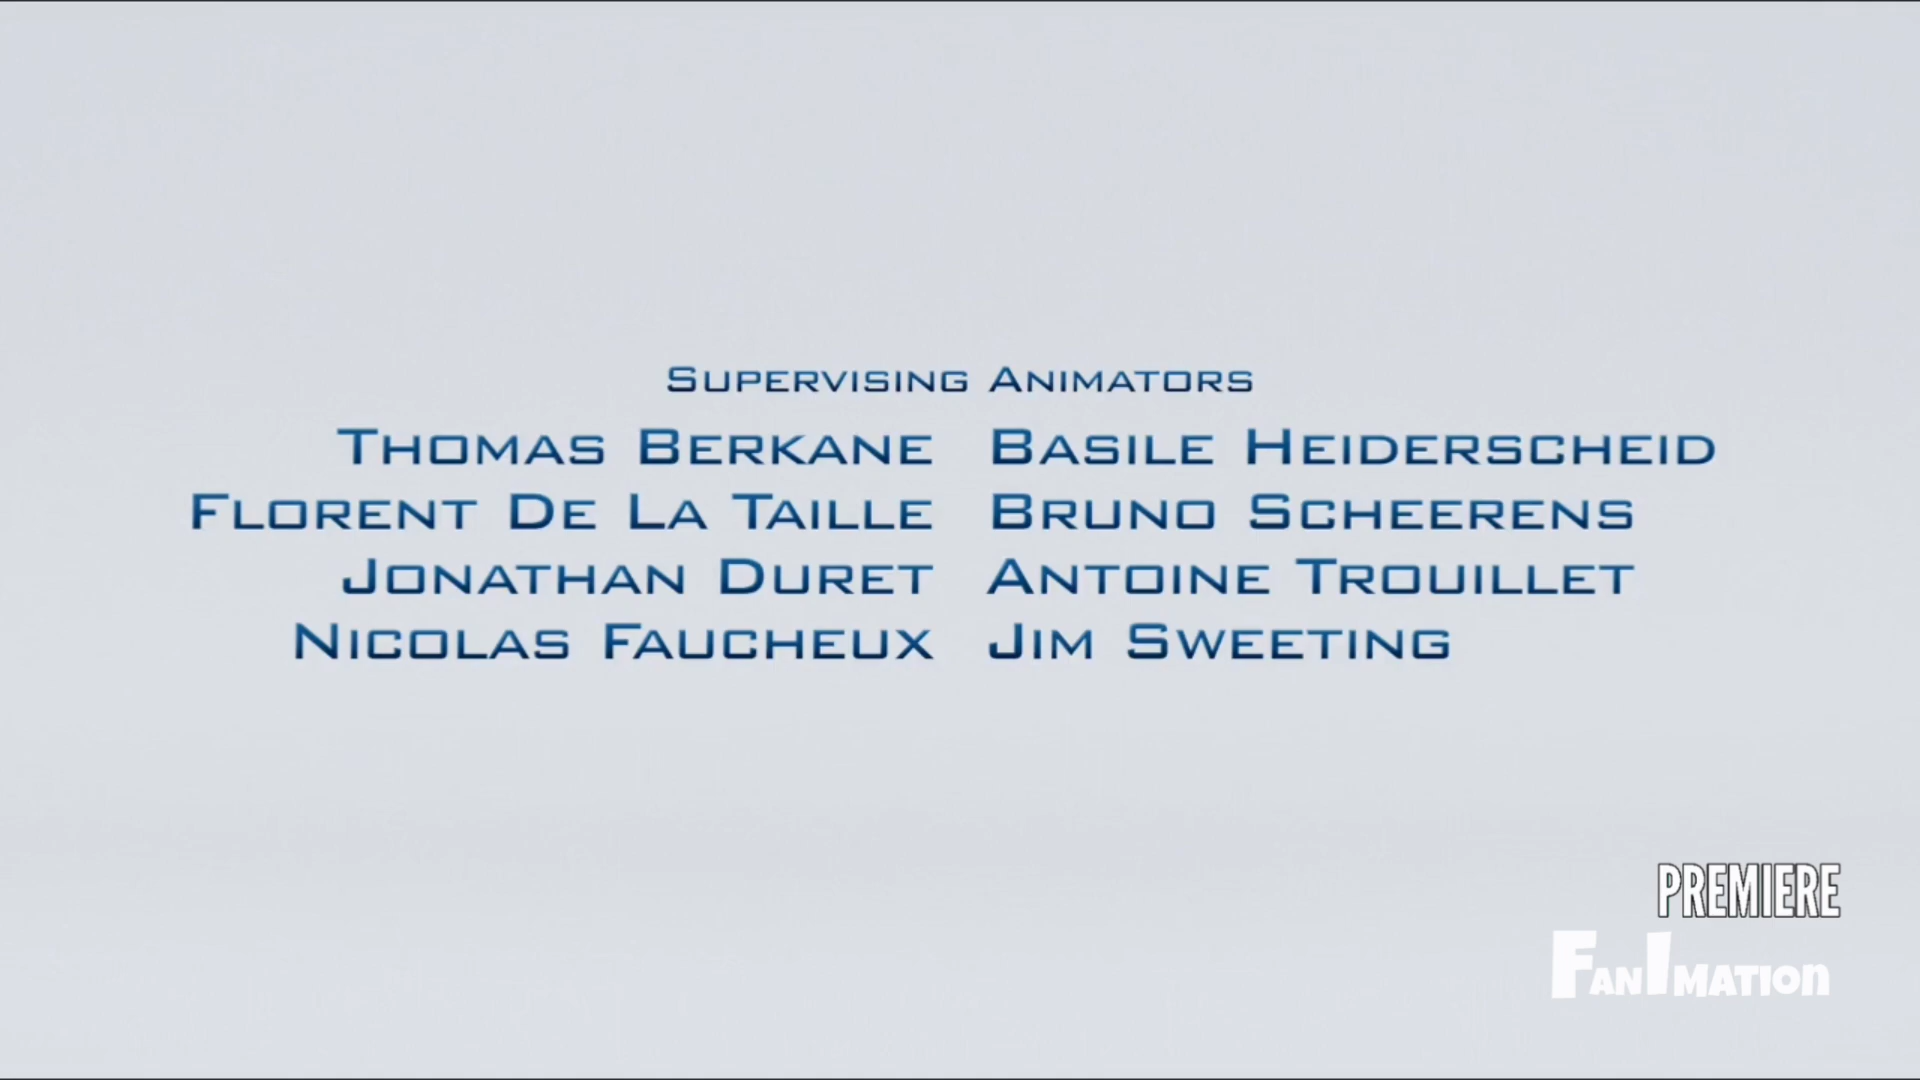 Supervising Animators
Thomas Berkane Basile Heiderscheid
Florent De La Taille Bruno Scheerens
Jonathan Duret Antoine Trouillet
Nicolas Faucheux Jim Sweeting
PREMIERE
FanImation